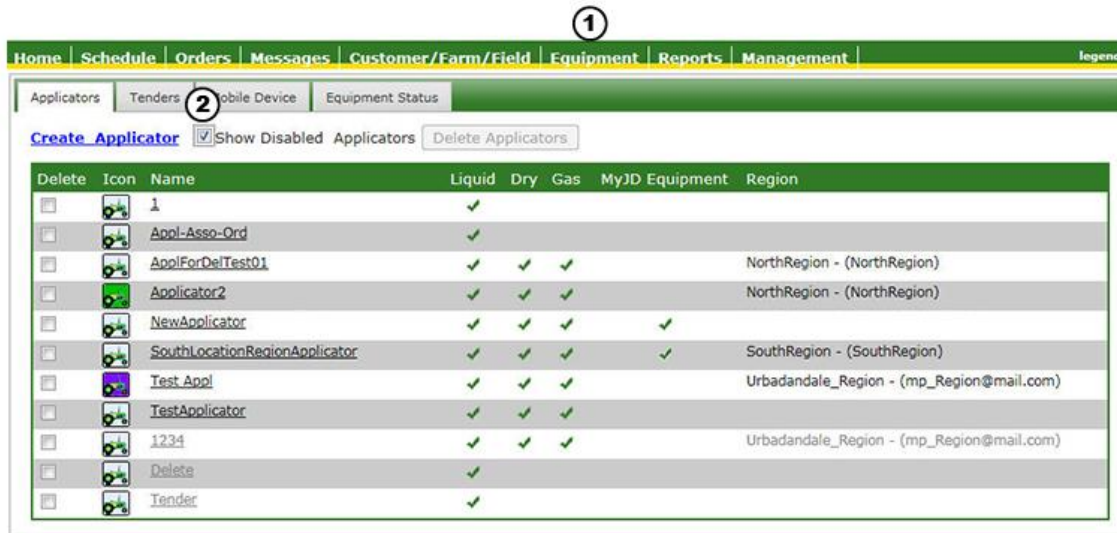 1
Home Schedule Orders Messages Customer/Farm/Field Equipment Reports Management legend
Applicators Tenders 2 Mobile Device Equipment Status
Create Applicator Show Disabled Applicators Delete Applicators
Delete Icon Name Liquid Dry Gas MyJD Equipment Region
1
Appl-Asso-Ord
ApplForDelTest01 NorthRegion - (NorthRegion)
Applicator2 NorthRegion - (NorthRegion)
NewApplicator
SouthLocationRegionApplicator SouthRegion - (SouthRegion)
Test Appl Urbadandale_Region - (mp_Region@mail.com)
TestApplicator
1234 Urbadandale_Region - (mp_Region@mail.com)
Delete
Tender